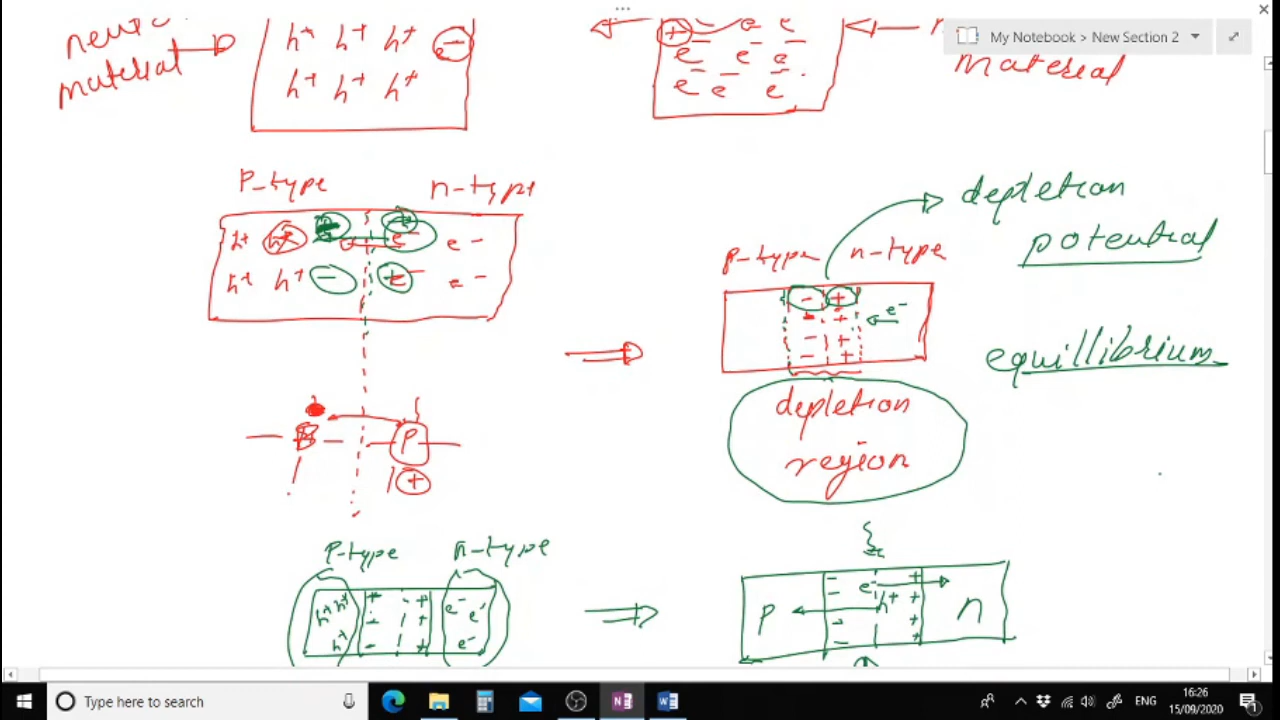 My Notebook > New Section 2
material
h+ h+ h+ e-
h+ h+ h+
+ e- e-
e- e- e-
e- e- e-
material
P-type n-type
h+ e- e-
h+ h+ - e-
P
+
depletion
potential
p-type n-type
- + e-
- +
- +
- +
equillibrium
depletion
region
P-type n-type
h+ h+ e- e-
h+ e-
p e- h+ n
Type here to search
ENG
16:26
15/09/2020
1